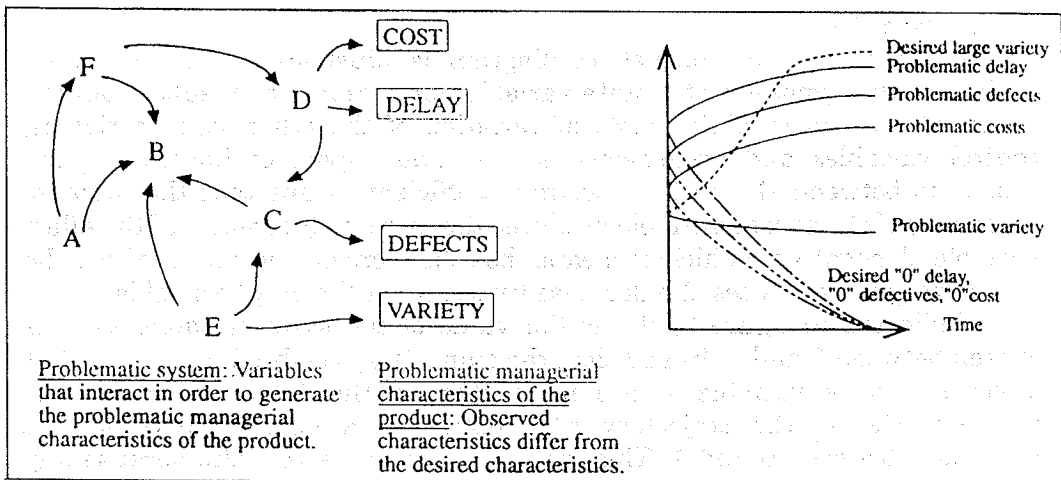 F
D
B
A
C
E
COST
DELAY
DEFECTS
VARIETY
Problematic system: Variables
that interact in order to generate
the problematic managerial
characteristics of the product.
Problematic managerial
characteristics of the
product: Observed
characteristics differ from
the desired characteristics.
Desired large variety
Problematic delay
Problematic defects
Problematic costs
Problematic variety
Desired "0" delay,
"0" defectives,"0"cost
Time